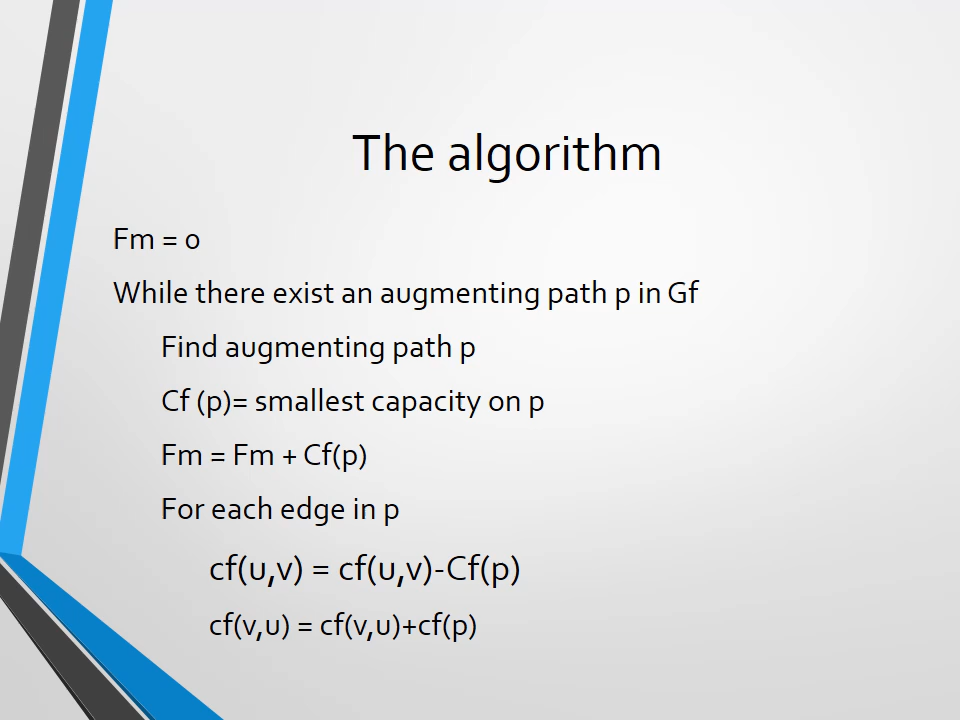 The algorithm
Fm = 0
While there exist an augmenting path p in Gf
Find augmenting path p
Cf (p)= smallest capacity on p
Fm = Fm + Cf(p)
For each edge in p
cf(u,v) = cf(u,v)-Cf(p)
cf(v,u) = cf(v,u)+cf(p)